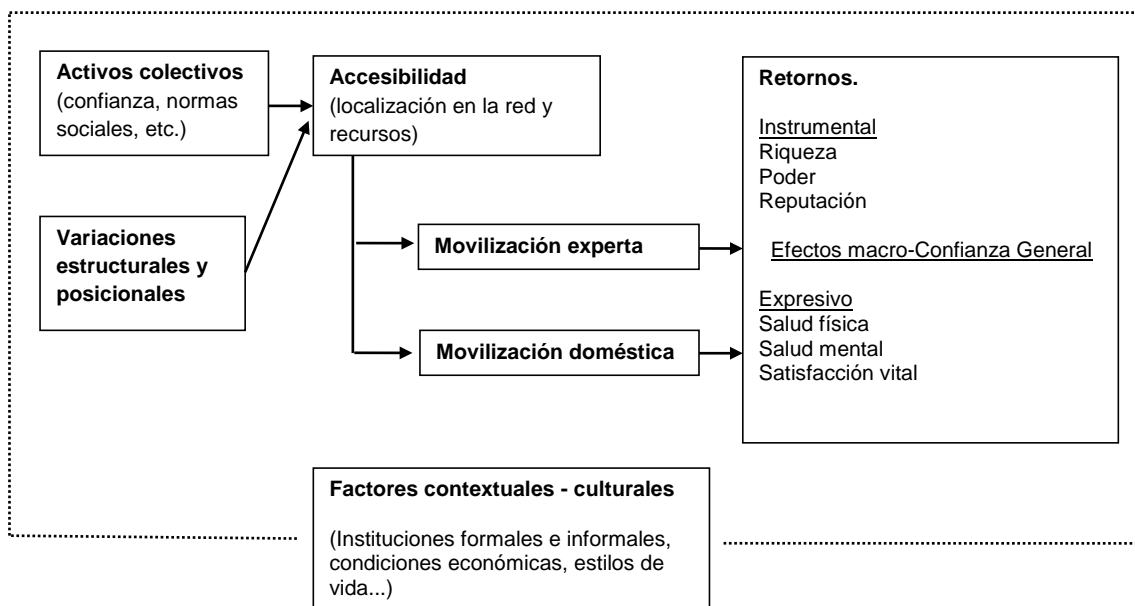 Activos colectivos
(confianza, normas
sociales, etc.)
Accesibilidad
(localización en la red y
recursos)
Retornos.
Instrumental
Riqueza
Poder
Reputación
Variaciones
estructurales y
posicionales
Movilización experta
Efectos macro-Confianza General
Expresivo
Salud física
Salud mental
Satisfacción vital
Movilización doméstica
Factores contextuales - culturales
(Instituciones formales e informales,
condiciones económicas, estilos de
vida...)